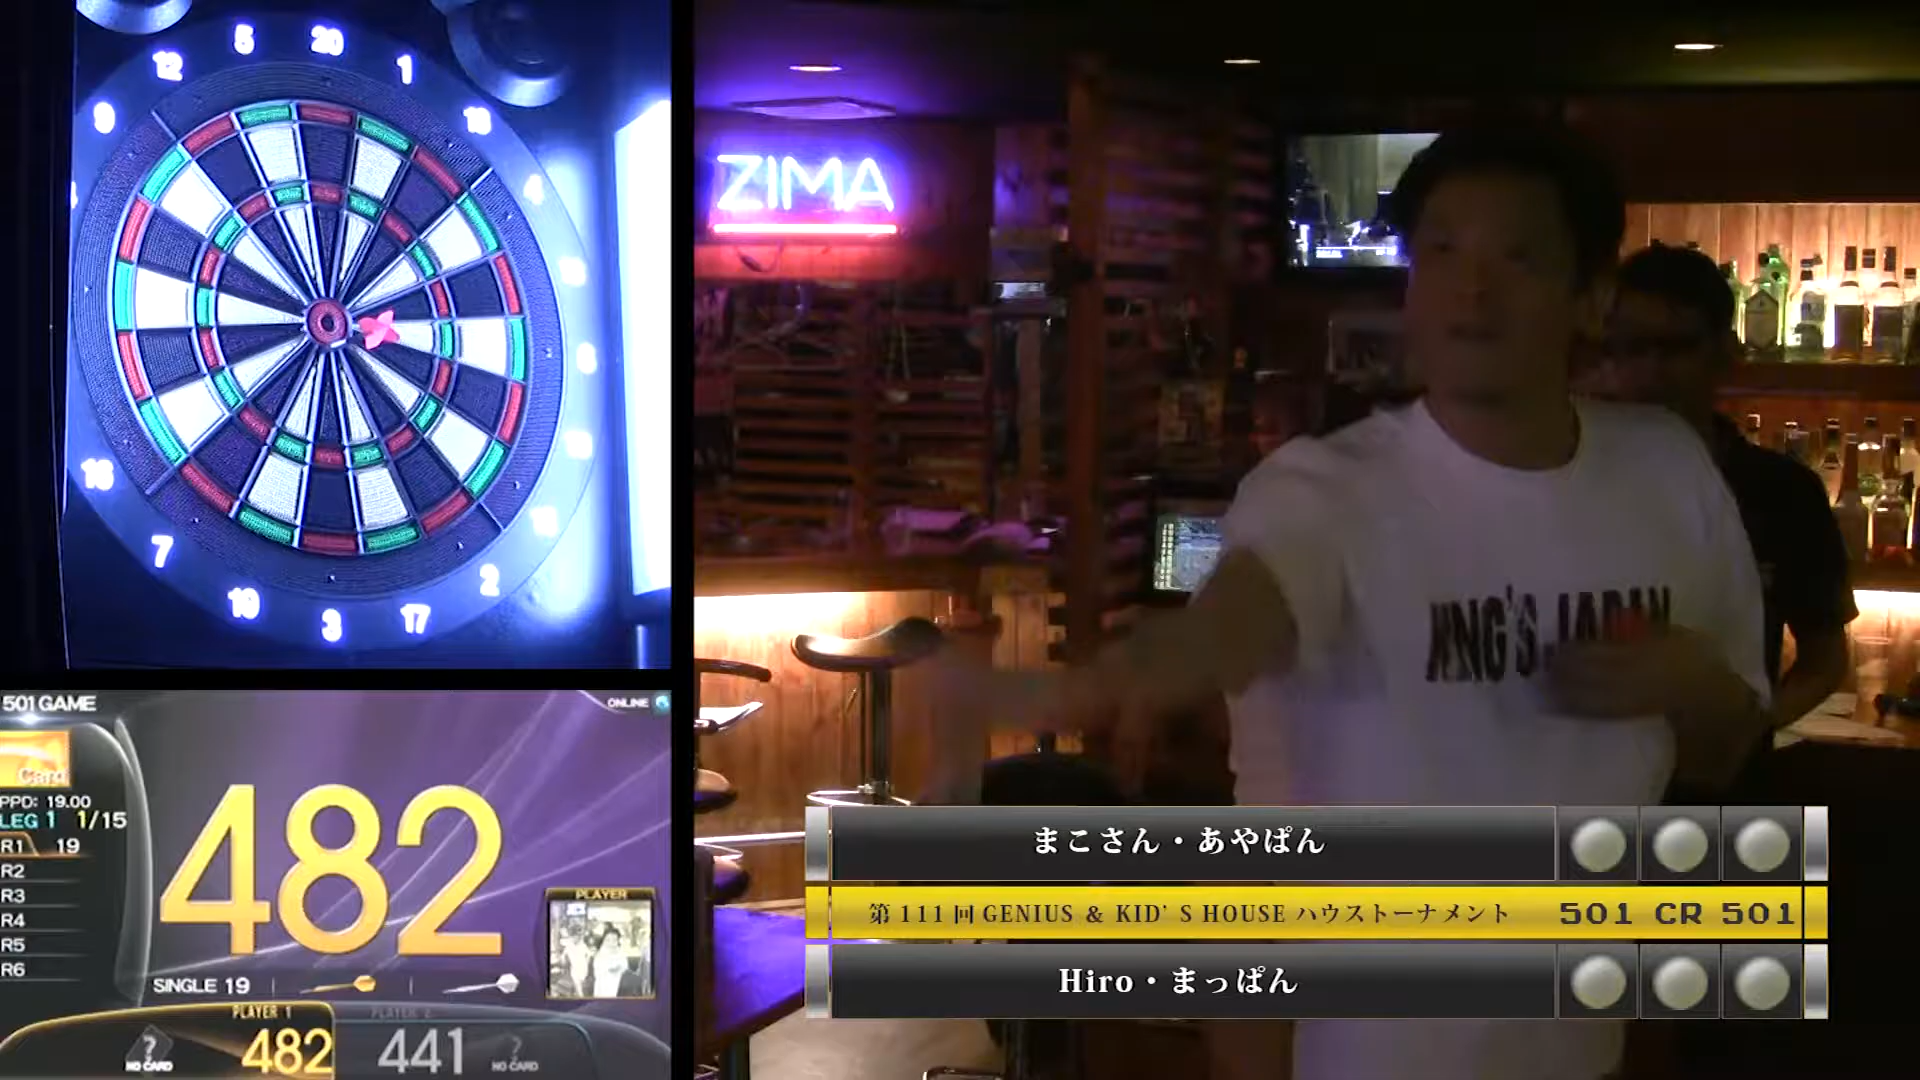 5 20 1
12 18
9
4
16
7 2
19 3 17
ZIMA
KING'S JAPAN
501 GAME
ONLINE
Card
PPD: 19.00
LEG 1 1/15
R1 19
R2
R3
R4
R5
R6
482
PLAYER
SINGLE 19
PLAYER 1
PLAYER 2
NO CARD 482
441 NO CARD
まこさん・あやぱん
第111回 GENIUS & KID'S HOUSE ハウストーナメント 501 CR 501
Hiro・まっぱん